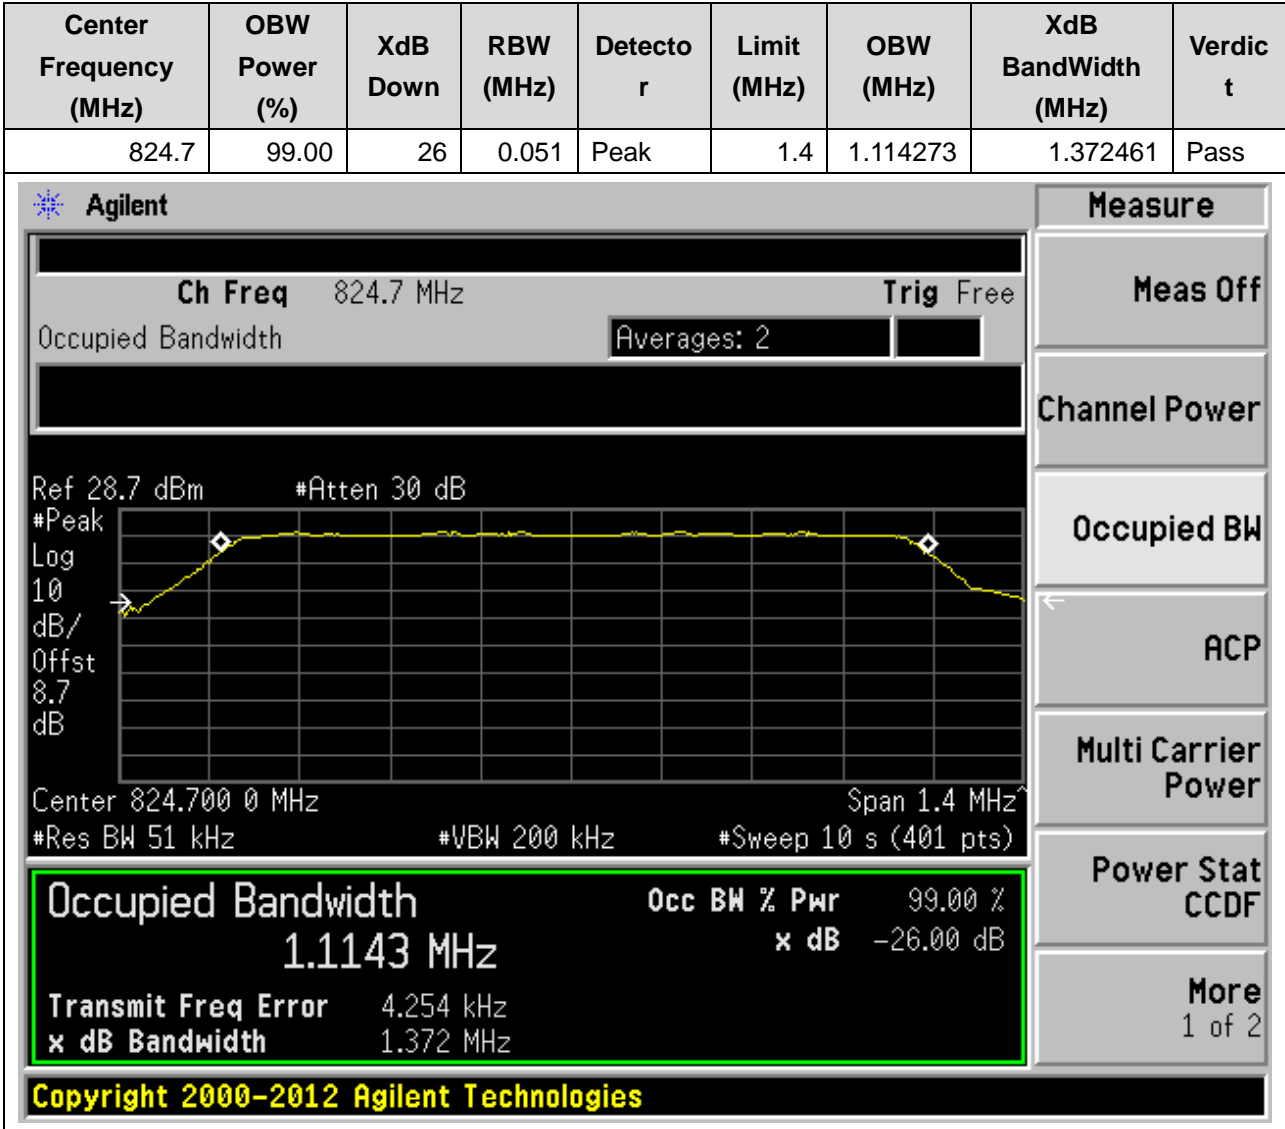 Center Frequency (MHz) OBW Power (%) XdB Down RBW (MHz) Detecto r Limit (MHz) OBW (MHz) XdB BandWidth (MHz) Verdic t
824.7 99.00 26 0.051 Peak 1.4 1.114273 1.372461 Pass
Agilent
Measure
Ch Freq 824.7 MHz Trig Free
Meas Off
Occupied Bandwidth Averages: 2
Channel Power
Ref 28.7 dBm #Atten 30 dB
#Peak
Log
10
dB/
Offst
8.7
dB
Occupied BW
ACP
Center 824.700 0 MHz Span 1.4 MHz^
#Res BW 51 kHz #VBW 200 kHz #Sweep 10 s (401 pts)
Multi Carrier
Power
Occupied Bandwidth Occ BW % Pwr 99.00 %
1.1143 MHz x dB -26.00 dB
Power Stat
CCDF
Transmit Freq Error 4.254 kHz
x dB Bandwidth 1.372 MHz
More
1 of 2
Copyright 2000-2012 Agilent Technologies